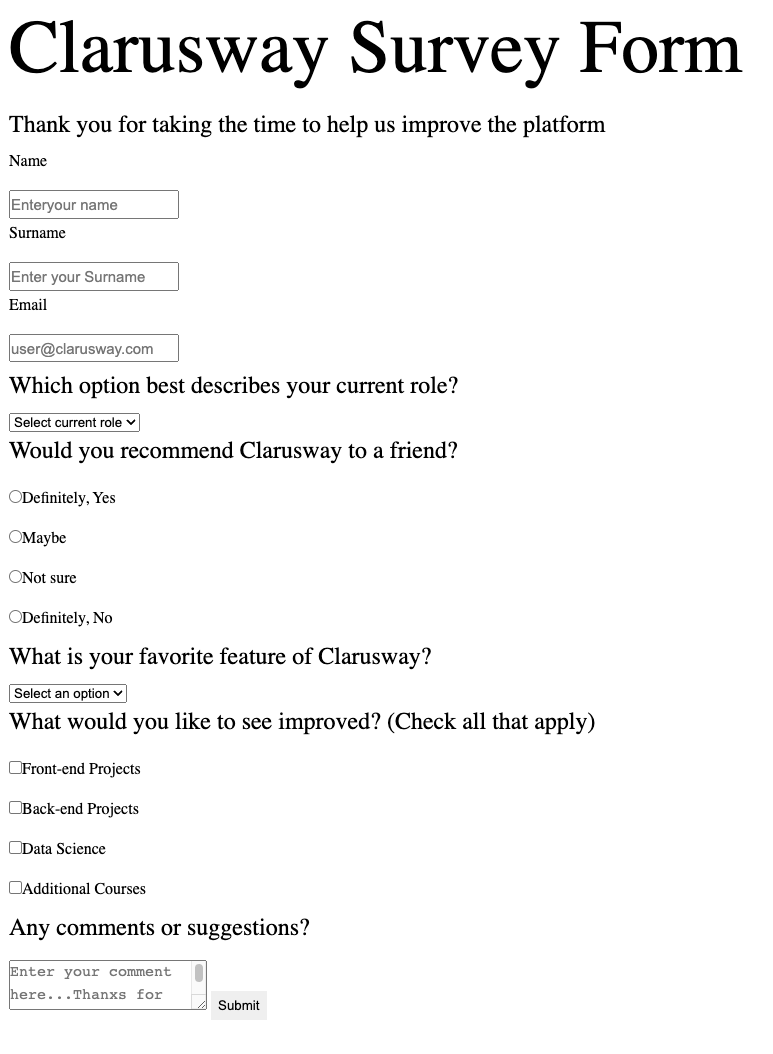 Clarusway Survey Form
Thank you for taking the time to help us improve the platform
Name
Enteryour name
Surname
Enter your Surname
Email
user@clarusway.com
Which option best describes your current role?
Select current role
Would you recommend Clarusway to a friend?
Definitely, Yes
Maybe
Not sure
Definitely, No
What is your favorite feature of Clarusway?
Select an option
What would you like to see improved? (Check all that apply)
Front-end Projects
Back-end Projects
Data Science
Additional Courses
Any comments or suggestions?
Enter your comment
here...Thanxs for
Submit